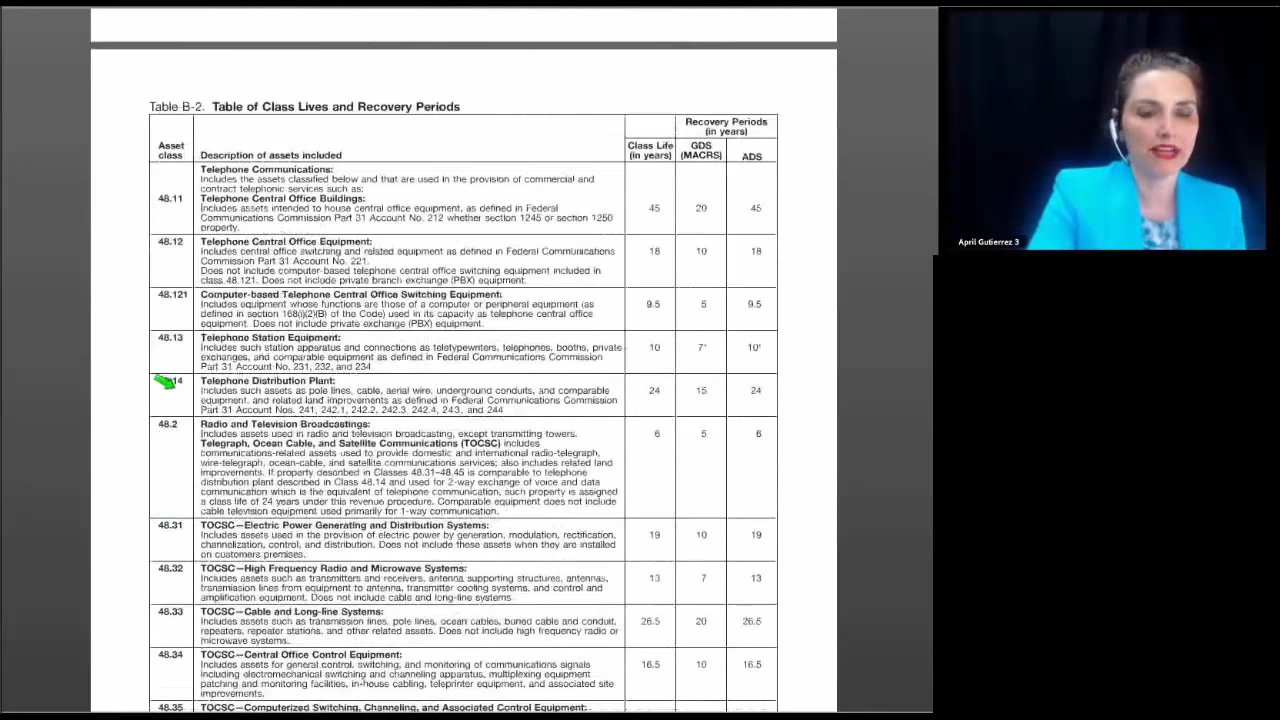 Table B-2. Table of Class Lives and Recovery Periods
Recovery Periods
(in years)
Asset
class
Description of assets included
Class Life
(in years)
GDS
(MACRS)
ADS
Telephone Communications:
Includes the assets classified below and that are used in the provision of commercial and
contract telephonic services such as:
48.11 Telephone Central Office Buildings:
Includes assets intended to house central office equipment, as defined in Federal 45 20 45
Communications Commission Part 31 Account No. 212 whether section 1245 or section 1250
property.
48.12 Telephone Central Office Equipment:
Includes central office switching and related equipment as defined in Federal Communications 18 10 18
Commission Part 31 Account No. 221.
Does not include computer-based telephone central office switching equipment included in
class 48.121. Does not include private branch exchange (PBX) equipment.
48.121 Computer-based Telephone Central Office Switching Equipment:
Includes equipment whose functions are those of a computer or peripheral equipment (as 9.5 5 9.5
defined in section 168(i)(2)(B) of the Code) used in its capacity as telephone central office
equipment. Does not include private exchange (PBX) equipment.
48.13 Telephone Station Equipment:
Includes such station apparatus and connections as teletypewriters, telephones, booths, private 10 7* 10*
exchanges, and comparable equipment as defined in Federal Communications Commission
Part 31 Account No. 231, 232, and 234.
14 Telephone Distribution Plant:
Includes such assets as pole lines, cable, aerial wire, underground conduits, and comparable 24 15 24
equipment, and related land improvements as defined in Federal Communications Commission
Part 31 Account Nos. 241, 242.1, 242.2, 242.3, 242.4, 243, and 244
48.2 Radio and Television Broadcastings:
Includes assets used in radio and television broadcasting, except transmitting towers. 6 5 6
Telegraph, Ocean Cable, and Satellite Communications (TOCSC) includes
communications-related assets used to provide domestic and international radio-telegraph,
wire-telegraph, ocean-cable, and satellite communications services; also includes related land
improvements. If property described in Classes 48.31–48.45 is comparable to telephone
distribution plant described in Class 48.14 and used for 2-way exchange of voice and data
communication which is the equivalent of telephone communication, such property is assigned
a class life of 24 years under this revenue procedure. Comparable equipment does not include
cable television equipment used primarily for 1-way communication.
48.31 TOCSC—Electric Power Generating and Distribution Systems:
Includes assets used in the provision of electric power by generation, modulation, rectification, 19 10 19
channelization, control, and distribution. Does not include these assets when they are installed
on customers premises.
48.32 TOCSC—High Frequency Radio and Microwave Systems:
Includes assets such as transmitters and receivers, antenna supporting structures, antennas, 13 7 13
transmission lines from equipment to antenna, transmitter cooling systems, and control and
amplification equipment. Does not include cable and long-line systems.
48.33 TOCSC—Cable and Long-line Systems:
Includes assets such as transmission lines, pole lines, ocean cables, buried cable and conduit, 26.5 20 26.5
repeaters, repeater stations, and other related assets. Does not include high frequency radio or
microwave systems.
48.34 TOCSC—Central Office Control Equipment:
Includes assets for general control, switching, and monitoring of communications signals 16.5 10 16.5
including electromechanical switching and channeling apparatus, multiplexing equipment
patching and monitoring facilities, in-house cabling, teleprinter equipment, and associated site
improvements.
48.35 TOCSC—Computerized Switching, Channeling, and Associated Control Equipment:
April Gutierrez 3